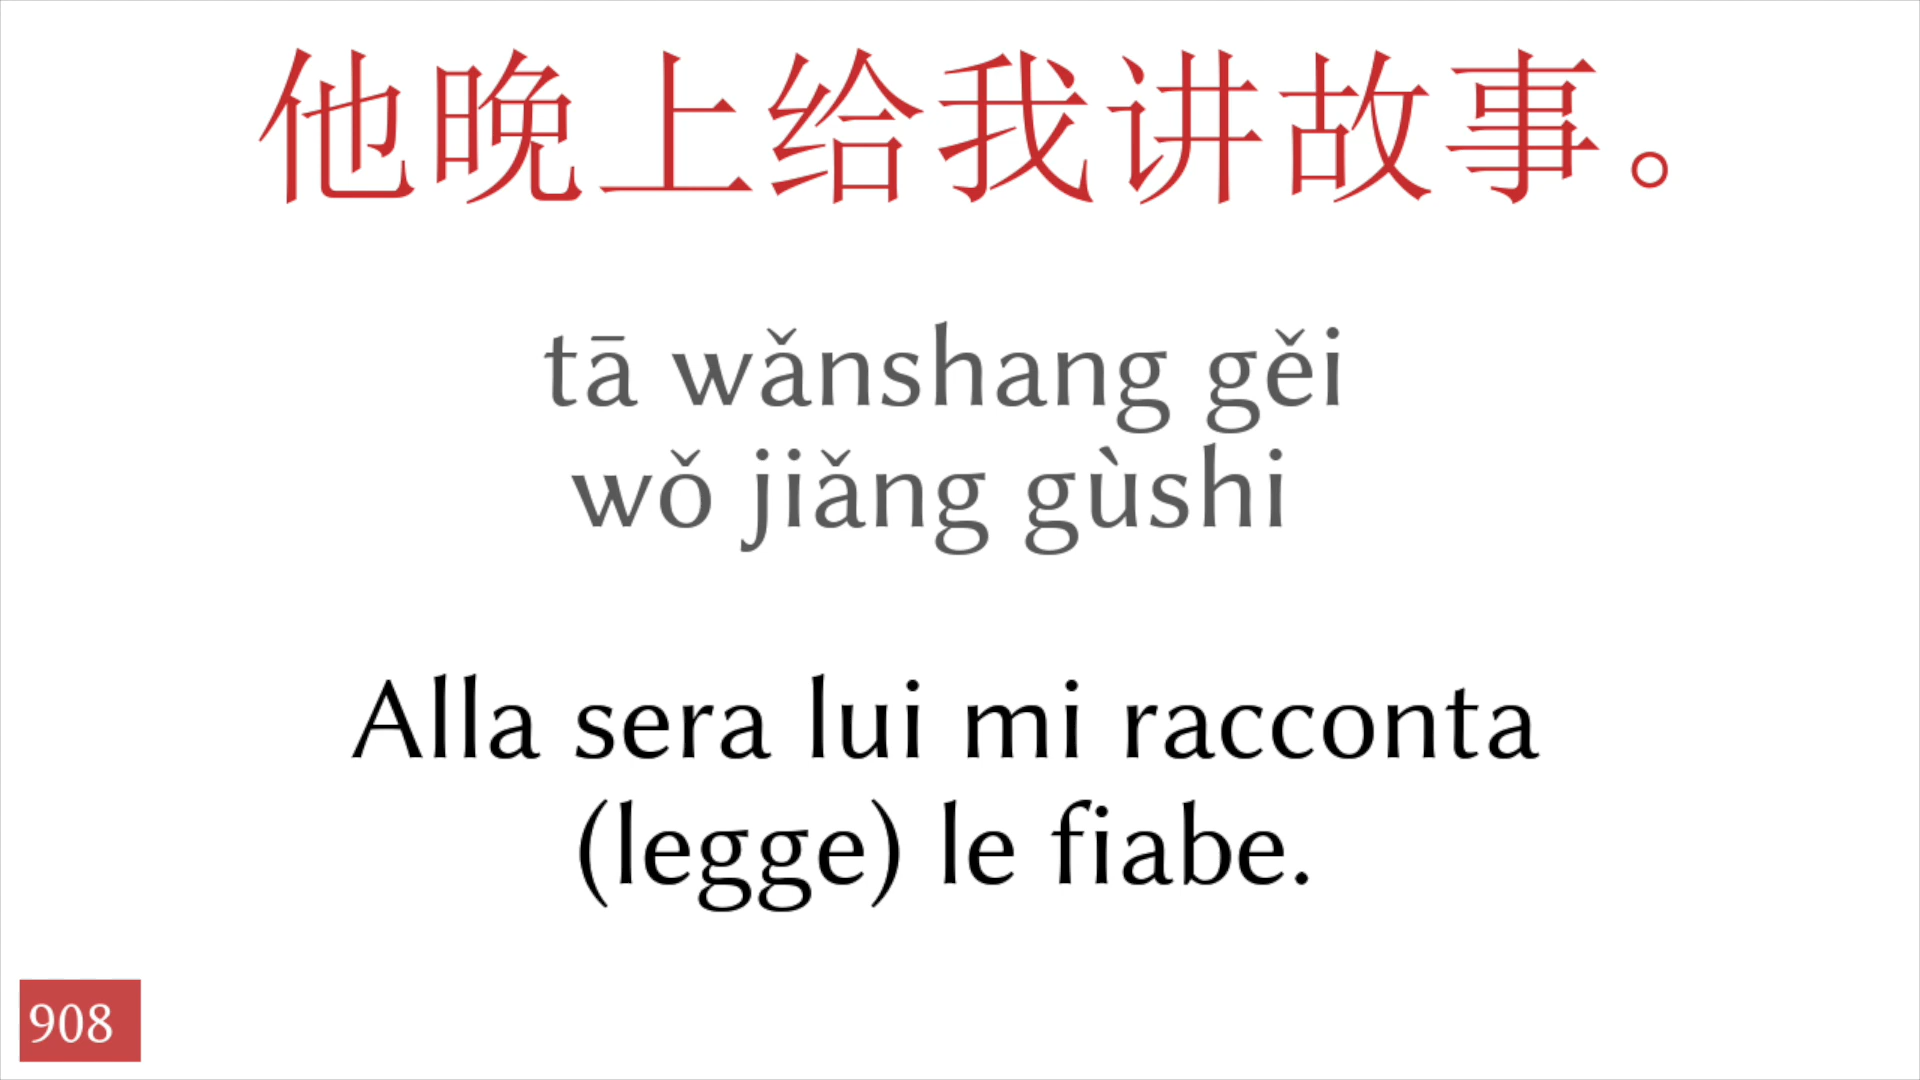 他晚上给我讲故事。
tā wǎnshang gěi
wǒ jiǎng gùshi
Alla sera lui mi racconta
(legge) le fiabe.
908